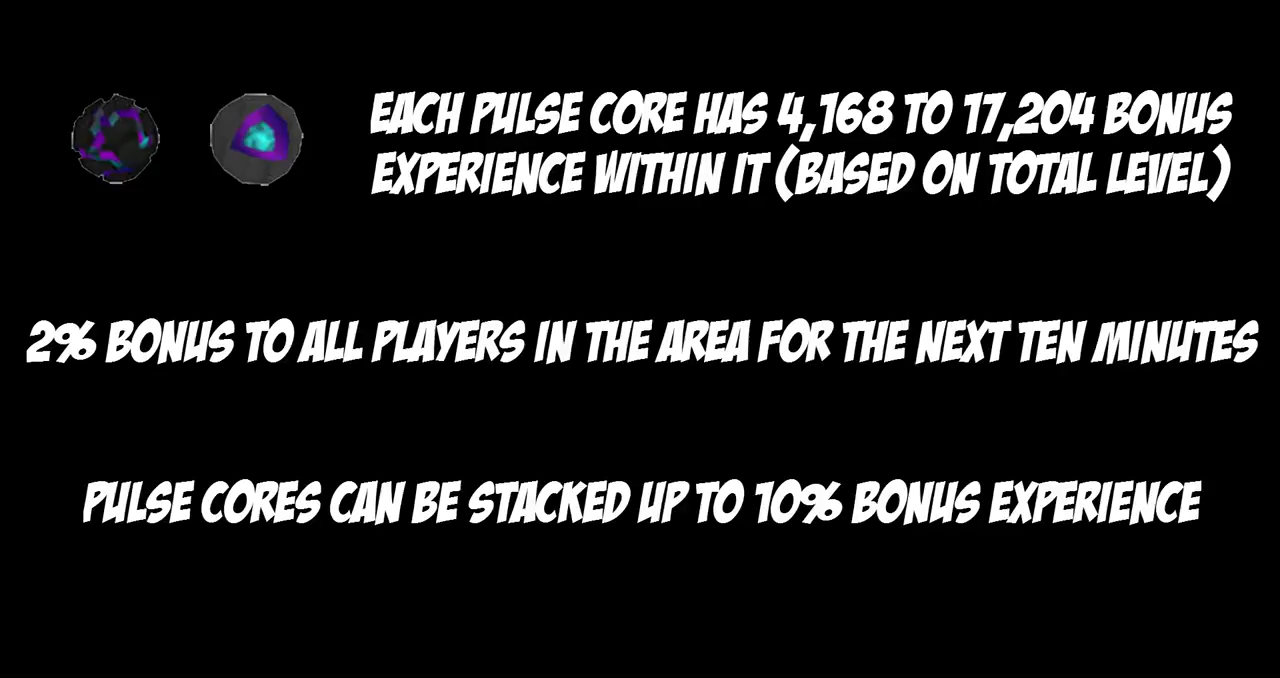 EACH PULSE CORE HAS 4,168 TO 17,204 BONUS
EXPERIENCE WITHIN IT (BASED ON TOTAL LEVEL)
2% BONUS TO ALL PLAYERS IN THE AREA FOR THE NEXT TEN MINUTES
PULSE CORES CAN BE STACKED UP TO 10% BONUS EXPERIENCE